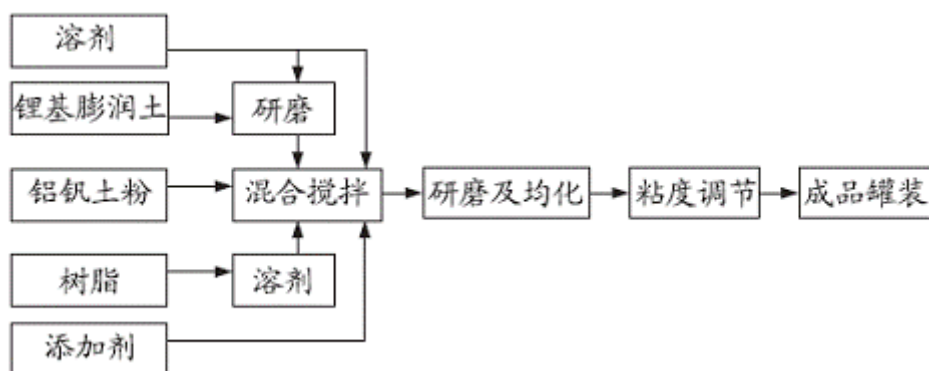 溶剂
锂基膨润土
研磨
铝钒土粉
混合搅拌
研磨及均化
粘度调节
成品罐装
树脂
溶剂
添加剂